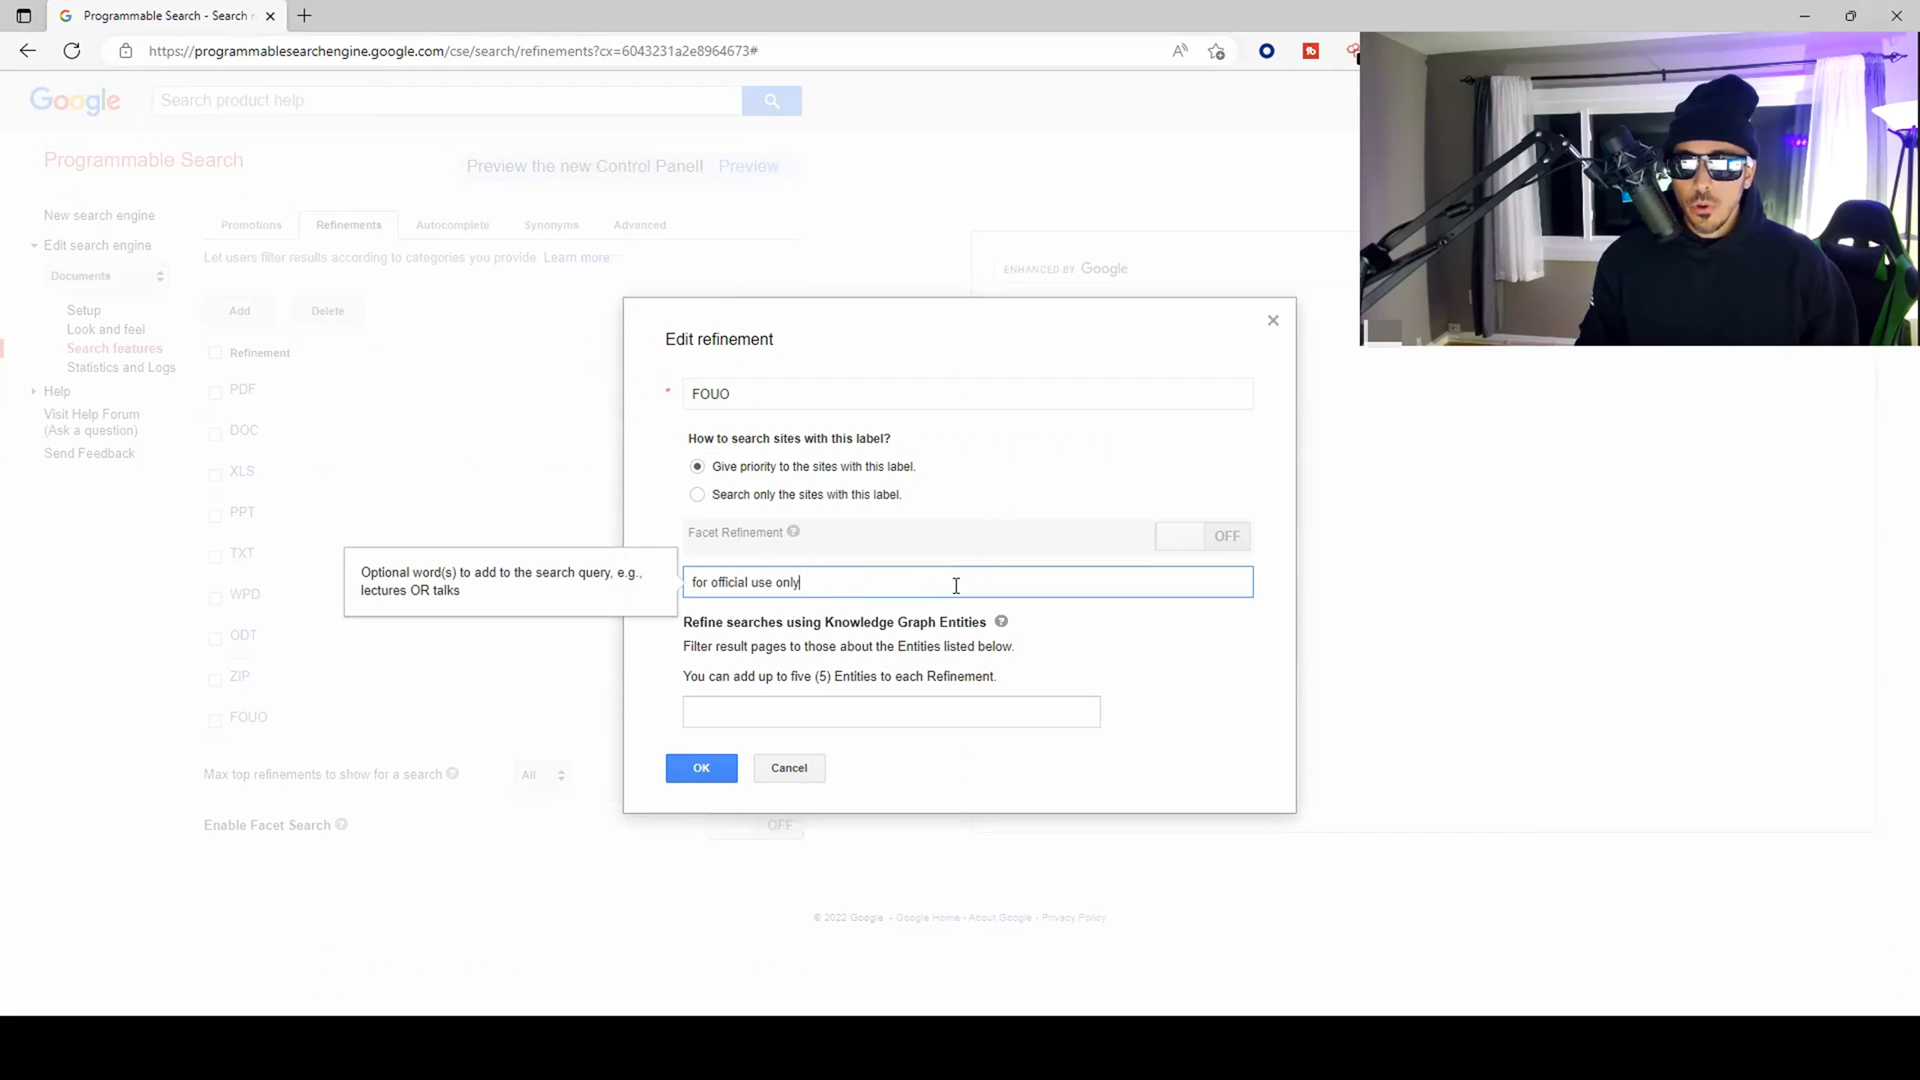 Programmable Search - Search
https://programmablesearchengine.google.com/cse/search/refinements?cx=6043231a2e8964673#
Google
Search product help
Programmable Search
Preview the new Control Panel! Preview
New search engine
Edit search engine
Documents
Setup
Look and feel
Search features
Statistics and Logs
Help
Visit Help Forum
(Ask a question)
Send Feedback
Promotions
Refinements
Autocomplete
Synonyms
Advanced
Let users filter results according to categories you provide. Learn more
Add
Delete
Refinement
PDF
DOC
XLS
PPT
TXT
WPD
ODT
ZIP
FOUO
Max top refinements to show for a search
All
Enable Facet Search
OFF
ENHANCED BY Google
Edit refinement
* FOUO
How to search sites with this label?
Give priority to the sites with this label.
Search only the sites with this label.
Facet Refinement
OFF
Optional word(s) to add to the search query, e.g.,
lectures OR talks
for official use only
Refine searches using Knowledge Graph Entities
Filter result pages to those about the Entities listed below.
You can add up to five (5) Entities to each Refinement.
OK
Cancel
© 2022 Google - Google Home - About Google - Privacy Policy